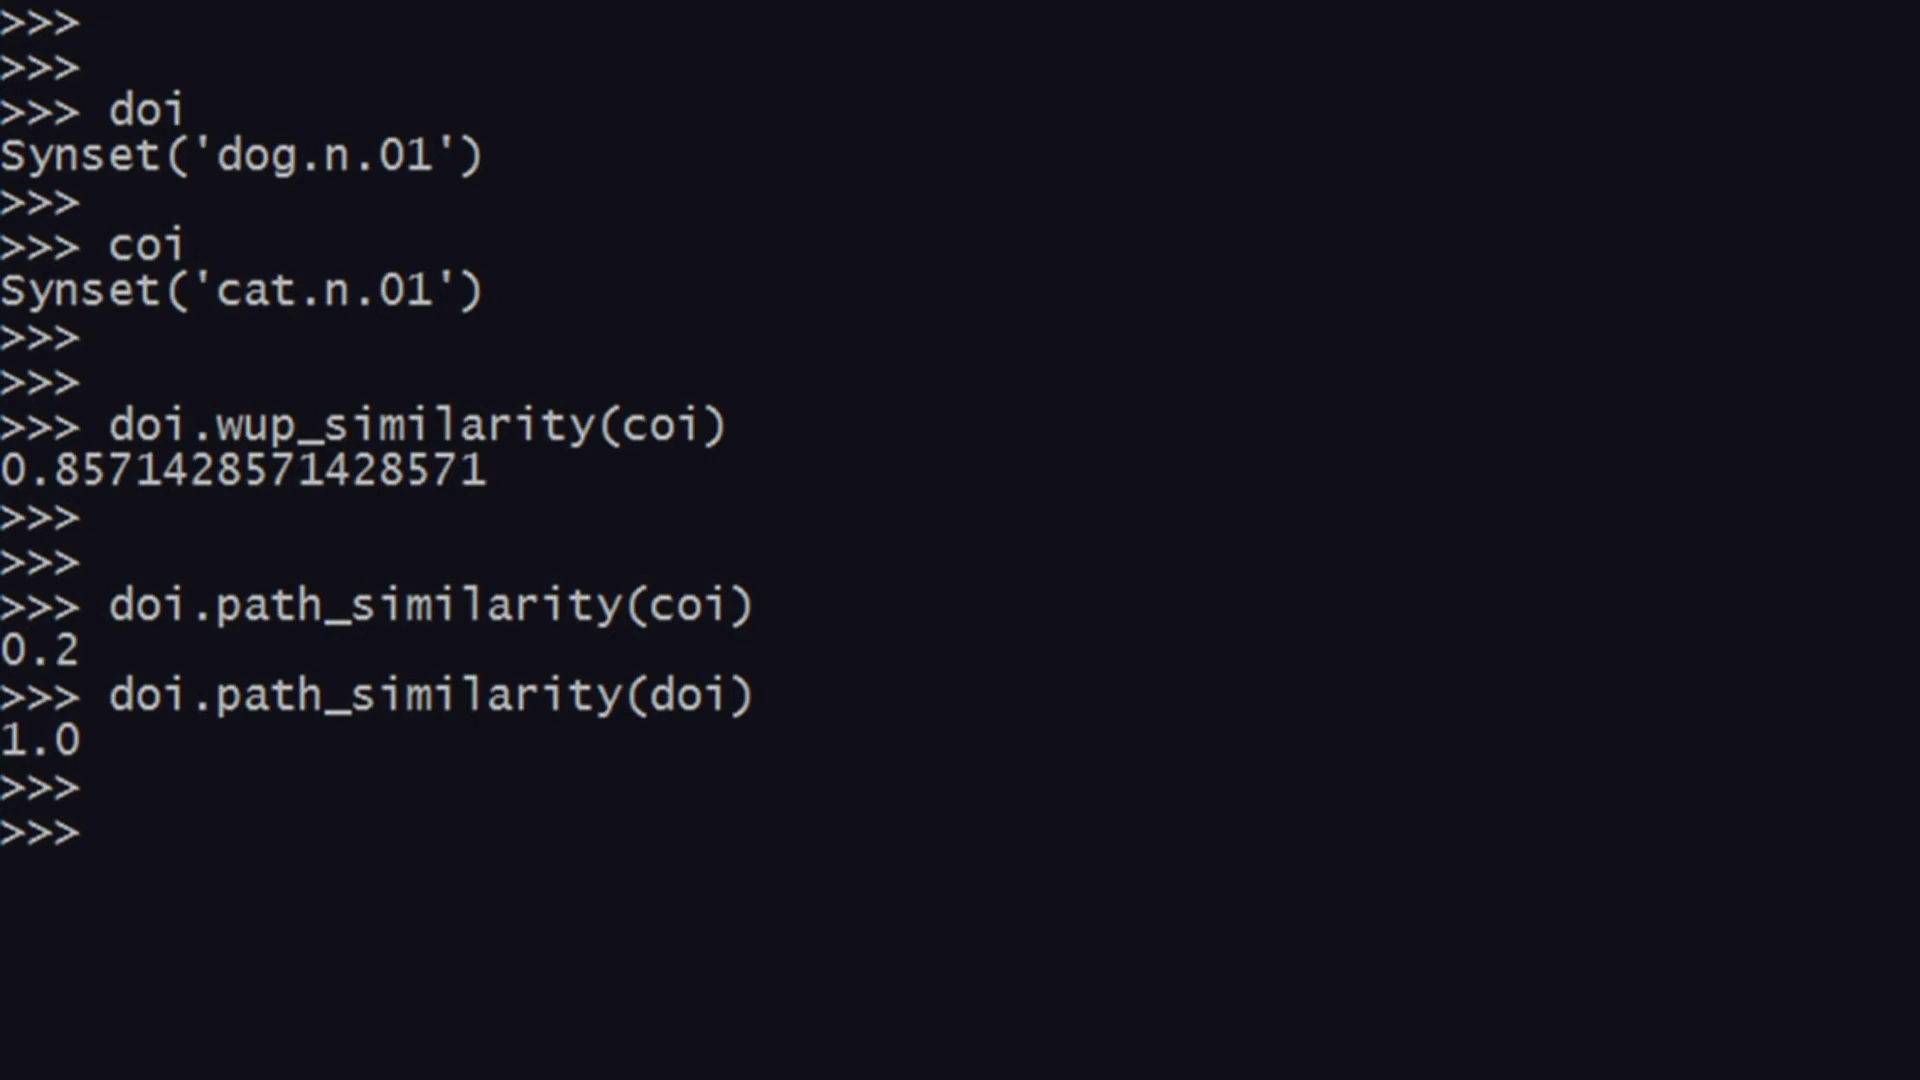 >>>
>>>
>>> doi
Synset('dog.n.01')
>>>
>>> coi
Synset('cat.n.01')
>>>
>>>
>>> doi.wup_similarity(coi)
0.8571428571428571
>>>
>>>
>>> doi.path_similarity(coi)
0.2
>>> doi.path_similarity(doi)
1.0
>>>
>>>